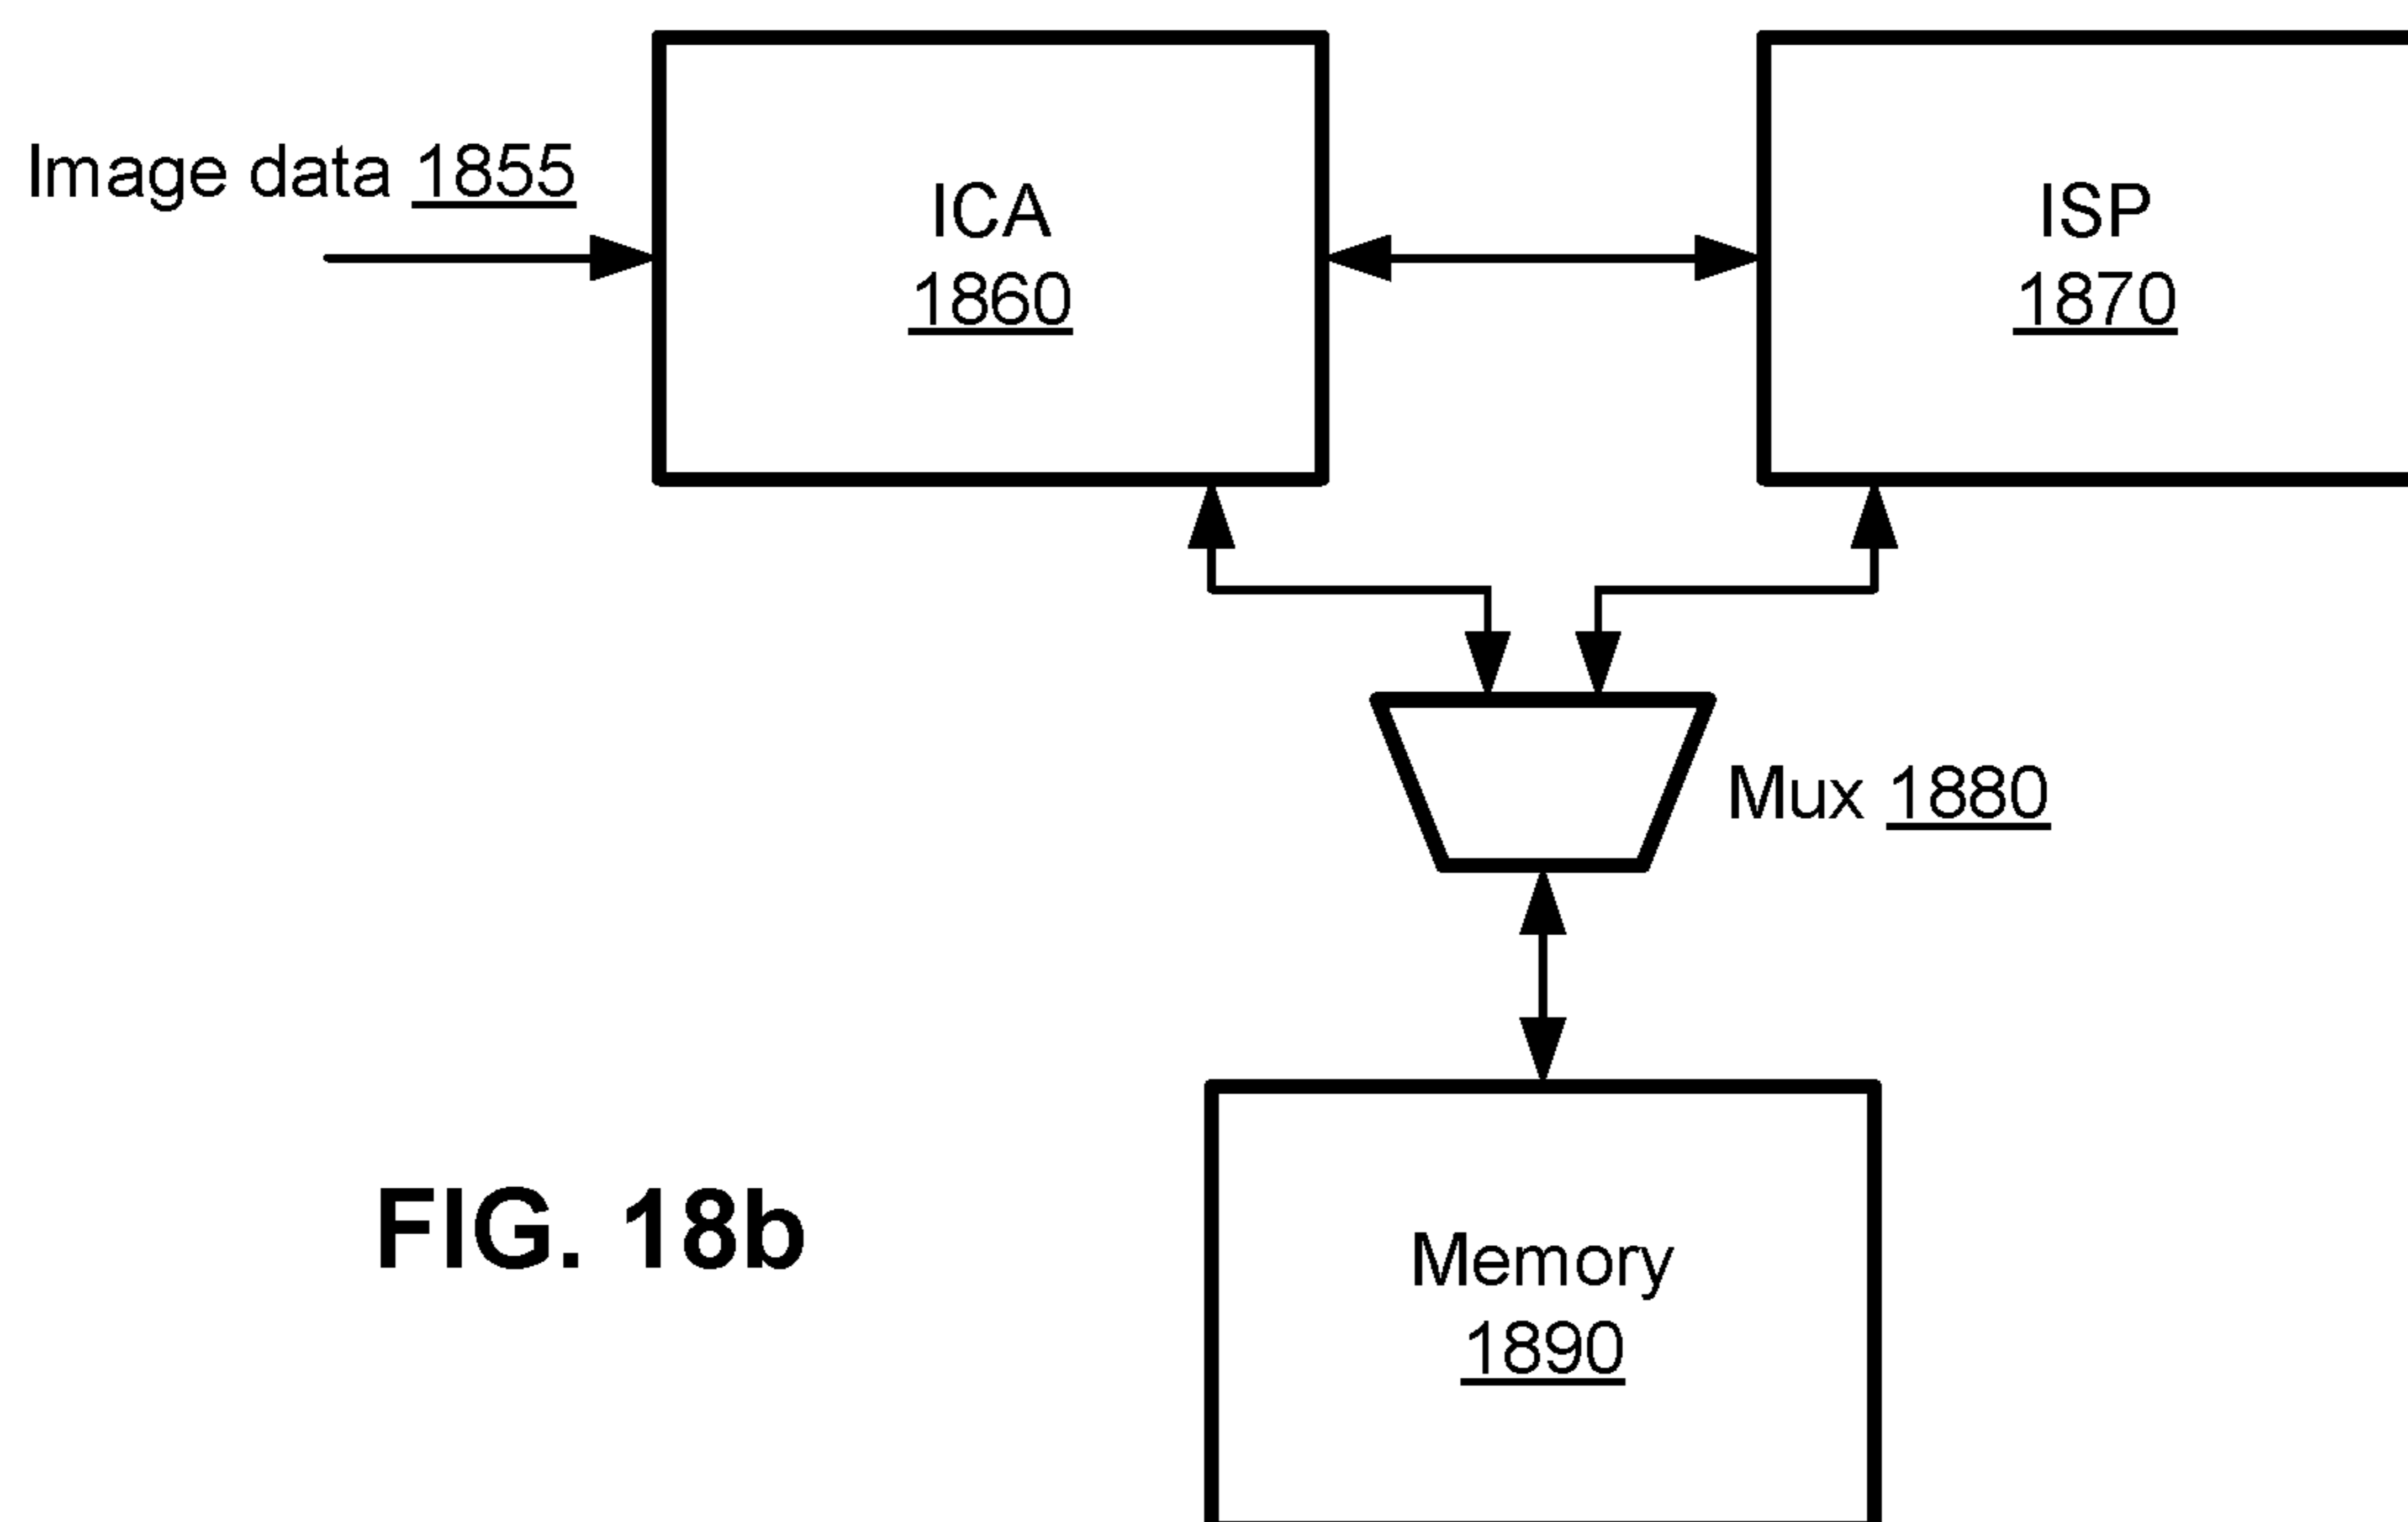 Image data 1855
ICA
1860
ISP
1870
Mux 1880
Memory
1890
FIG. 18b